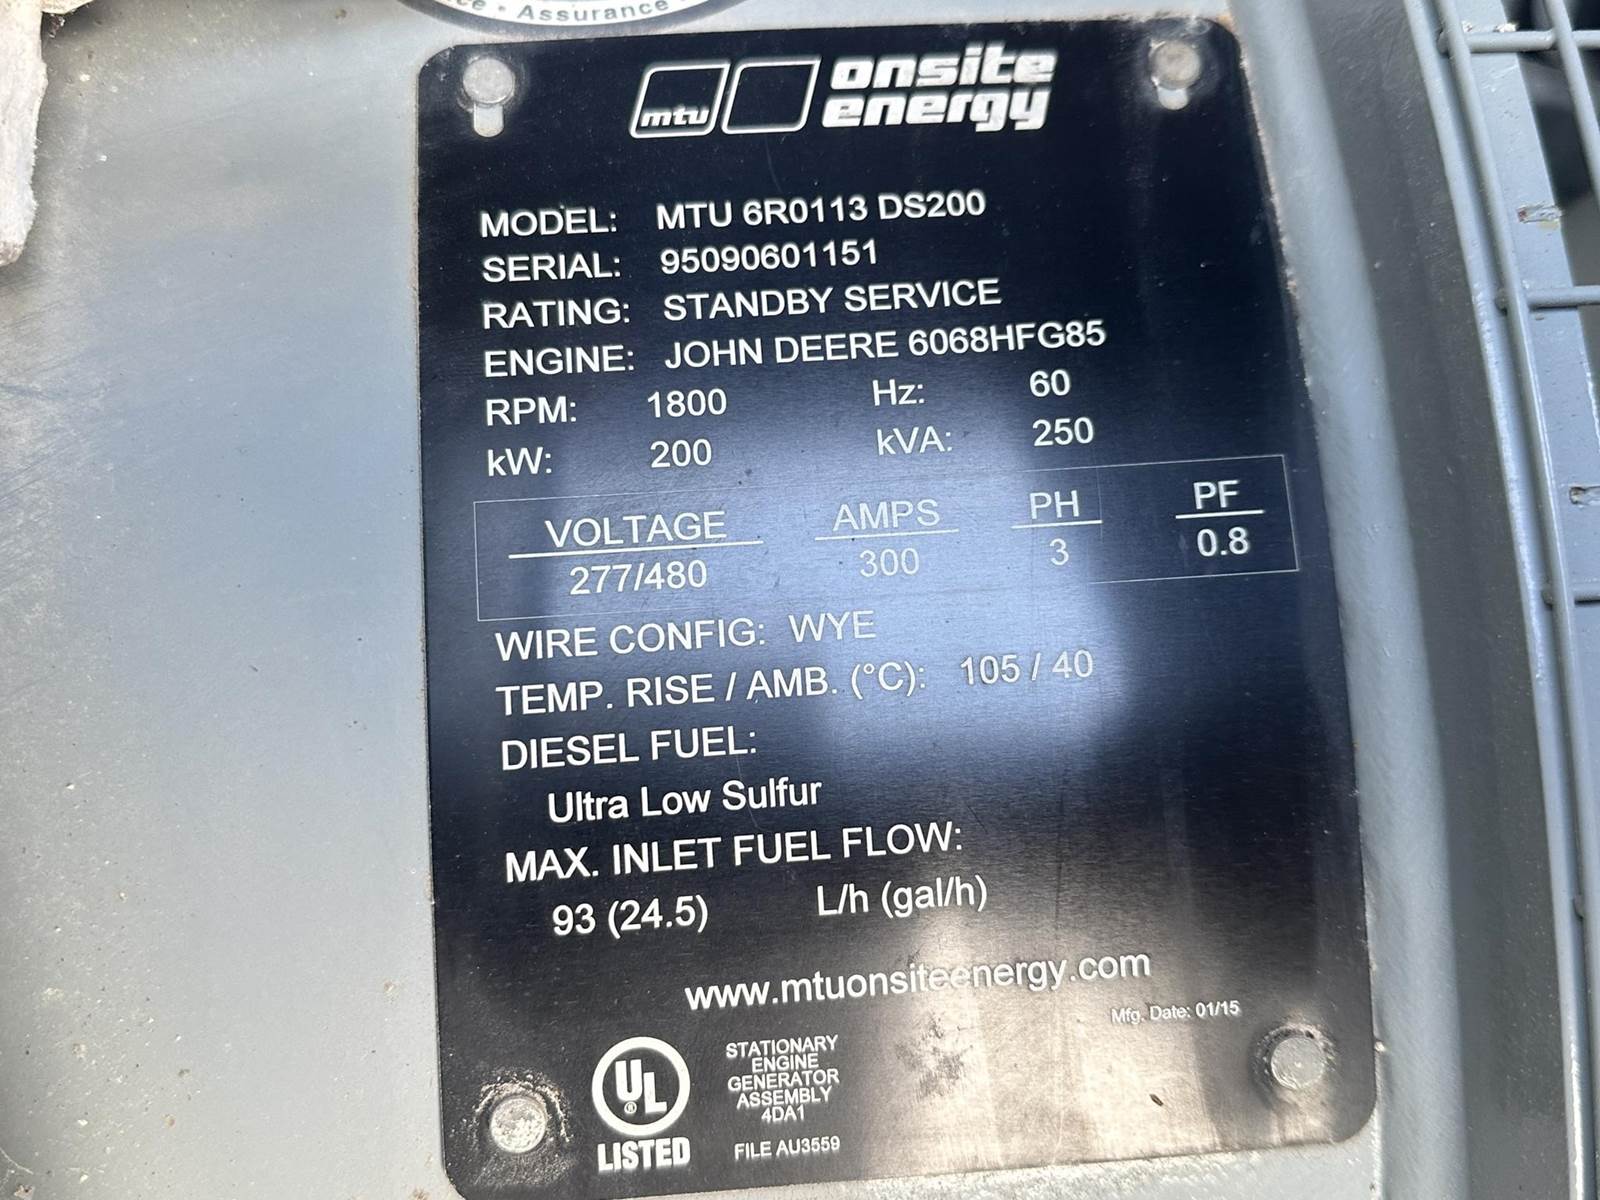 • Assurance
mtu onsite
energy
MODEL: MTU 6R0113 DS200
SERIAL: 95090601151
RATING: STANDBY SERVICE
ENGINE: JOHN DEERE 6068HFG85
RPM: 1800 Hz: 60
kW: 200 kVA: 250
VOLTAGE AMPS PH PF
277/480 300 3 0.8
WIRE CONFIG: WYE
TEMP. RISE / AMB. (°C): 105 / 40
DIESEL FUEL:
Ultra Low Sulfur
MAX. INLET FUEL FLOW:
93 (24.5) L/h (gal/h)
www.mtuonsiteenergy.com
Mfg. Date: 01/15
UL
®
LISTED
STATIONARY
ENGINE
GENERATOR
ASSEMBLY
4DA1
FILE AU3559